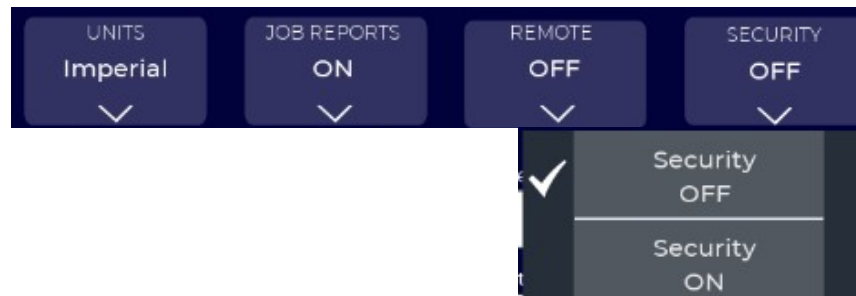 UNITS JOB REPORTS REMOTE SECURITY
Imperial ON OFF OFF
Security
OFF
Security
ON